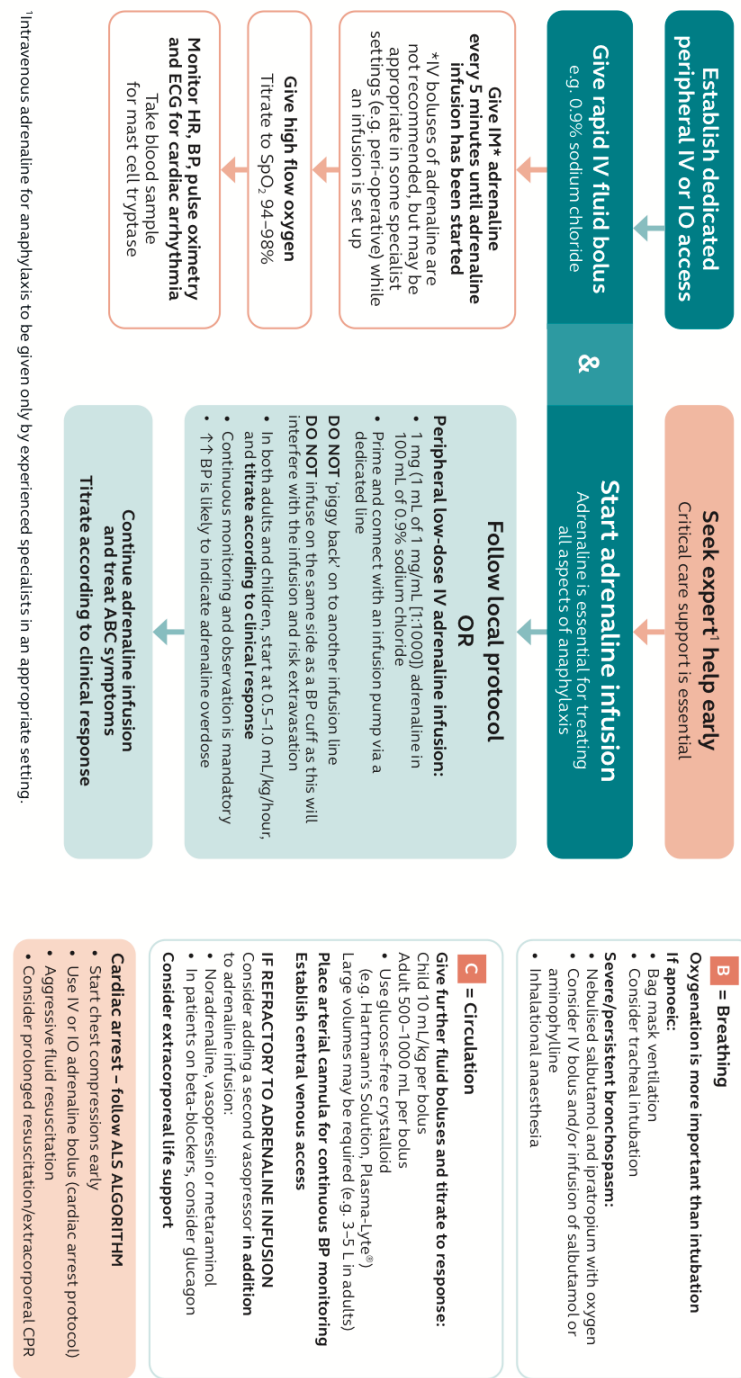 Establish dedicated
peripheral IV or IO access
Seek expert¹ help early
Critical care support is essential
Give rapid IV fluid bolus
e.g. 0.9% sodium chloride
&
Start adrenaline infusion
Adrenaline is essential for treating
all aspects of anaphylaxis
Give IM* adrenaline
every 5 minutes until adrenaline
infusion has been started
*IV boluses of adrenaline are
not recommended, but may be
appropriate in some specialist
settings (e.g. peri-operative) while
an infusion is set up
Give high flow oxygen
Titrate to SpO₂ 94–98%
Monitor HR, BP, pulse oximetry
and ECG for cardiac arrhythmia
Take blood sample
for mast cell tryptase
Follow local protocol
OR
Peripheral low-dose IV adrenaline infusion:
• 1 mg (1 mL of 1 mg/mL [1:1000]) adrenaline in
100 mL of 0.9% sodium chloride
• Prime and connect with an infusion pump via a
dedicated line
DO NOT ‘piggy back’ on to another infusion line
DO NOT infuse on the same side as a BP cuff as this will
interfere with the infusion and risk extravasation
• In both adults and children, start at 0.5–1.0 mL/kg/hour,
and titrate according to clinical response
• Continuous monitoring and observation is mandatory
• ↑↑ BP is likely to indicate adrenaline overdose
Continue adrenaline infusion
and treat ABC symptoms
Titrate according to clinical response
¹Intravenous adrenaline for anaphylaxis to be given only by experienced specialists in an appropriate setting.
B = Breathing
Oxygenation is more important than intubation
If apnoeic:
• Bag mask ventilation
• Consider tracheal intubation
Severe/persistent bronchospasm:
• Nebulised salbutamol and ipratropium with oxygen
• Consider IV bolus and/or infusion of salbutamol or
aminophylline
• Inhalational anaesthesia
C = Circulation
Give further fluid boluses and titrate to response:
Child 10 mL/kg per bolus
Adult 500–1000 mL per bolus
• Use glucose-free crystalloid
(e.g. Hartmann's Solution, Plasma-Lyte®)
Large volumes may be required (e.g. 3–5 L in adults)
Place arterial cannula for continuous BP monitoring
Establish central venous access
IF REFRACTORY TO ADRENALINE INFUSION
Consider adding a second vasopressor in addition
to adrenaline infusion:
• Noradrenaline, vasopressin or metaraminol
• In patients on beta-blockers, consider glucagon
Consider extracorporeal life support
Cardiac arrest – follow ALS ALGORITHM
• Start chest compressions early
• Use IV or IO adrenaline bolus (cardiac arrest protocol)
• Aggressive fluid resuscitation
• Consider prolonged resuscitation/extracorporeal CPR